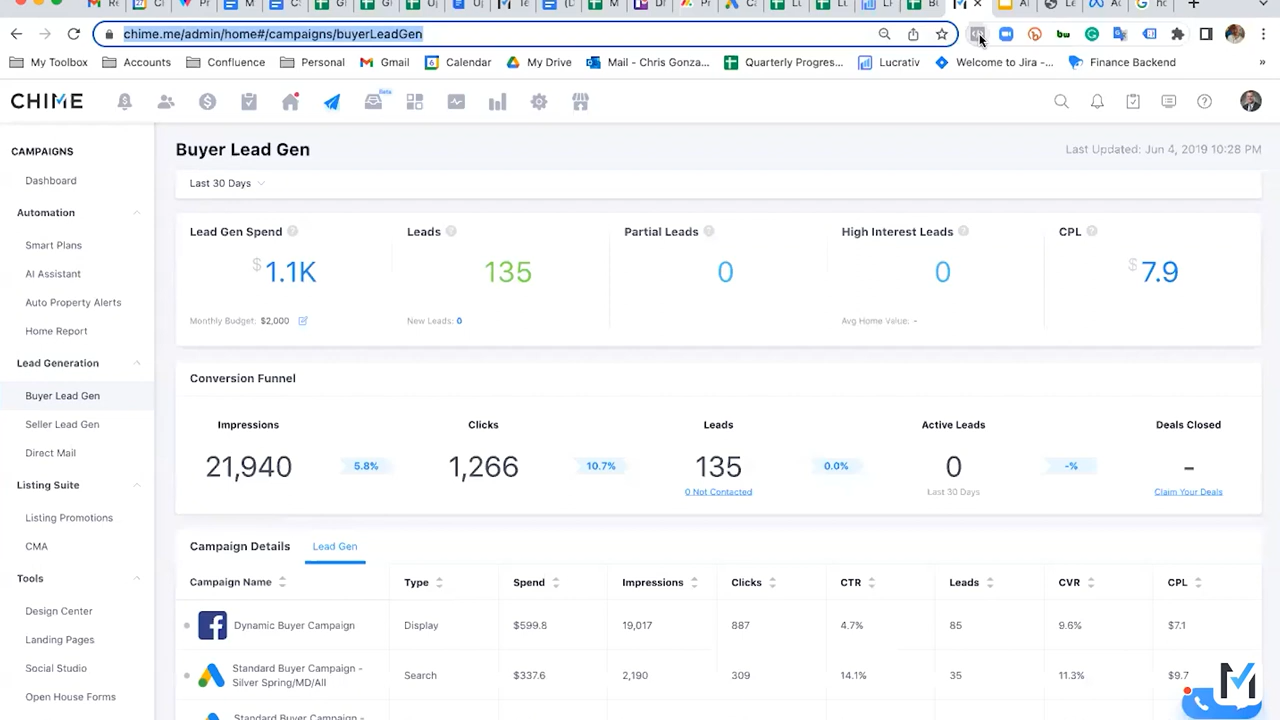 chime.me/admin/home#/campaigns/buyerLeadGen
My Toolbox
Accounts
Confluence
Personal
Gmail
Calendar
My Drive
Mail - Chris Gonza...
Quarterly Progres...
Lucrativ
Welcome to Jira -...
Finance Backend
»
CHIME
Beta
CAMPAIGNS
Dashboard
Automation
Smart Plans
AI Assistant
Auto Property Alerts
Home Report
Lead Generation
Buyer Lead Gen
Seller Lead Gen
Direct Mail
Listing Suite
Listing Promotions
CMA
Tools
Design Center
Landing Pages
Social Studio
Open House Forms
Buyer Lead Gen
Last Updated: Jun 4, 2019 10:28 PM
Last 30 Days
Lead Gen Spend
Leads
Partial Leads
High Interest Leads
CPL
$1.1K
135
0
0
$7.9
Monthly Budget: $2,000
New Leads: 0
Avg Home Value: -
Conversion Funnel
Impressions
Clicks
Leads
Active Leads
Deals Closed
21,940
5.8%
1,266
10.7%
135
0.0%
0
-%
-
0 Not Contacted
Last 30 Days
Claim Your Deals
Campaign Details
Lead Gen
Campaign Name
Type
Spend
Impressions
Clicks
CTR
Leads
CVR
CPL
Dynamic Buyer Campaign
Display
$599.8
19,017
887
4.7%
85
9.6%
$7.1
Standard Buyer Campaign -
Silver Spring/MD/All
Search
$337.6
2,190
309
14.1%
35
11.3%
$9.7
Standard Buyer Campaign -